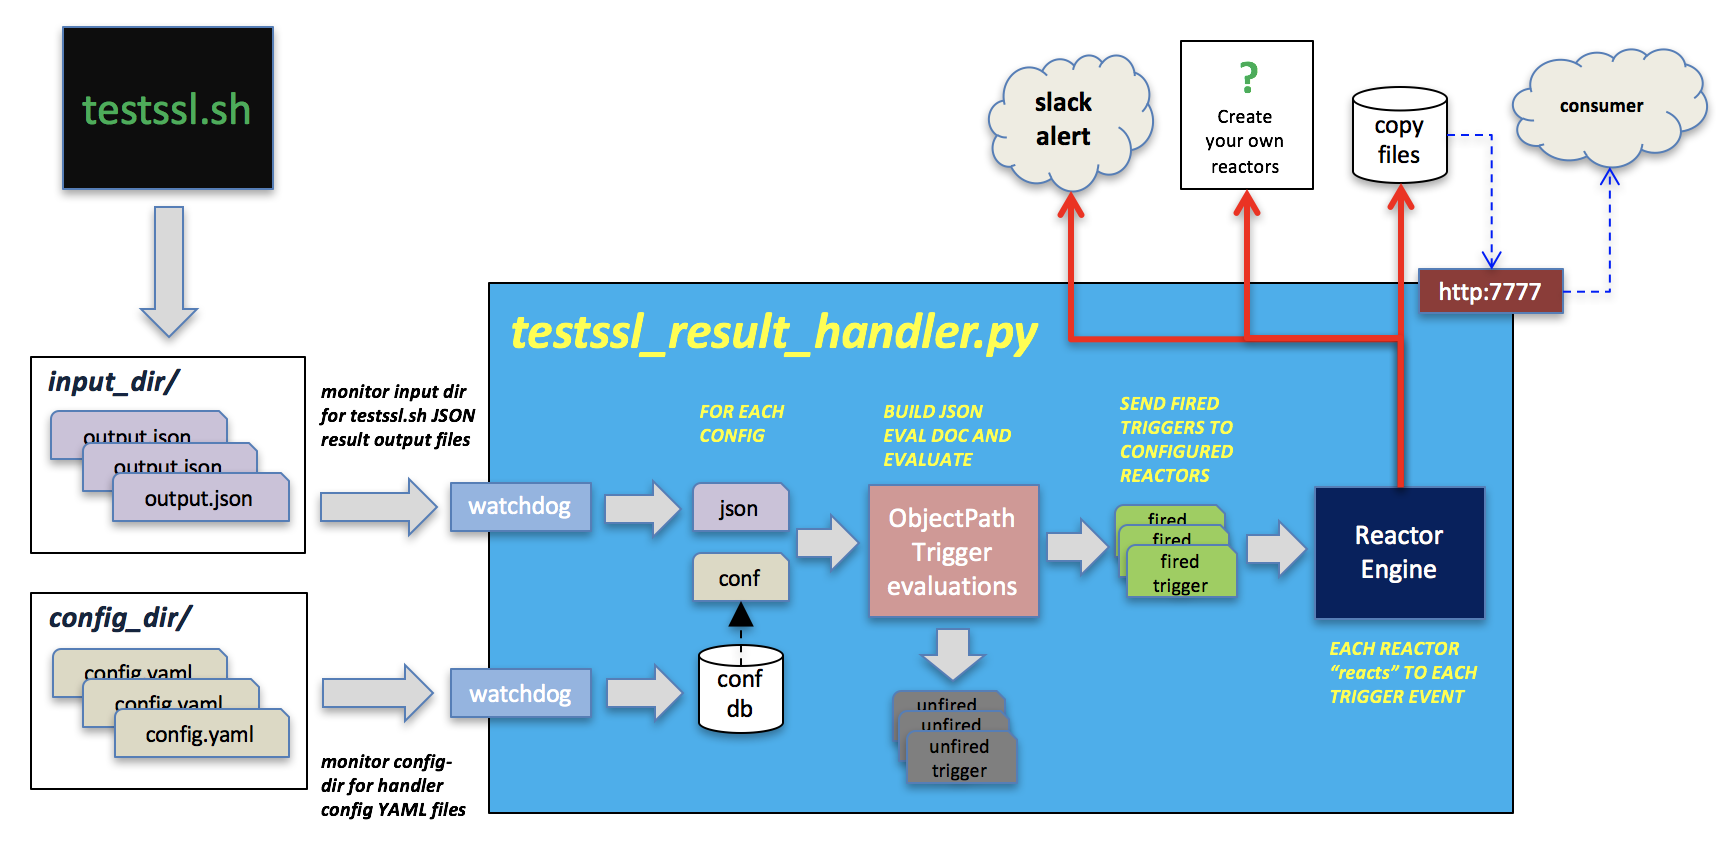 testssl.sh
slack
alert
?
Create
your own
reactors
copy
files
consumer
http:7777
testssl_result_handler.py
input_dir/
output.json
output.json
output.json
monitor input dir
for testssl.sh JSON
result output files
FOR EACH
CONFIG
BUILD JSON
EVAL DOC AND
EVALUATE
SEND FIRED
TRIGGERS TO
CONFIGURED
REACTORS
watchdog
json
conf
ObjectPath
Trigger
evaluations
fired
fired
fired
trigger
Reactor
Engine
config_dir/
config.yaml
config.yaml
config.yaml
watchdog
conf
db
unfired
unfired
unfired
trigger
EACH REACTOR
“reacts” TO EACH
TRIGGER EVENT
monitor config-
dir for handler
config YAML files